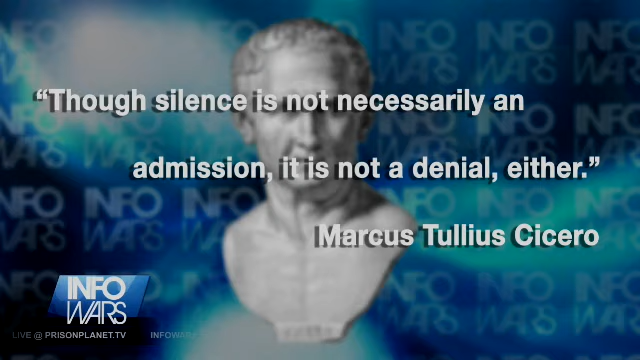 “Though silence is not necessarily an
admission, it is not a denial, either.”
Marcus Tullius Cicero
INFO
WARS
LIVE @ PRISONPLANET.TV INFOWAR